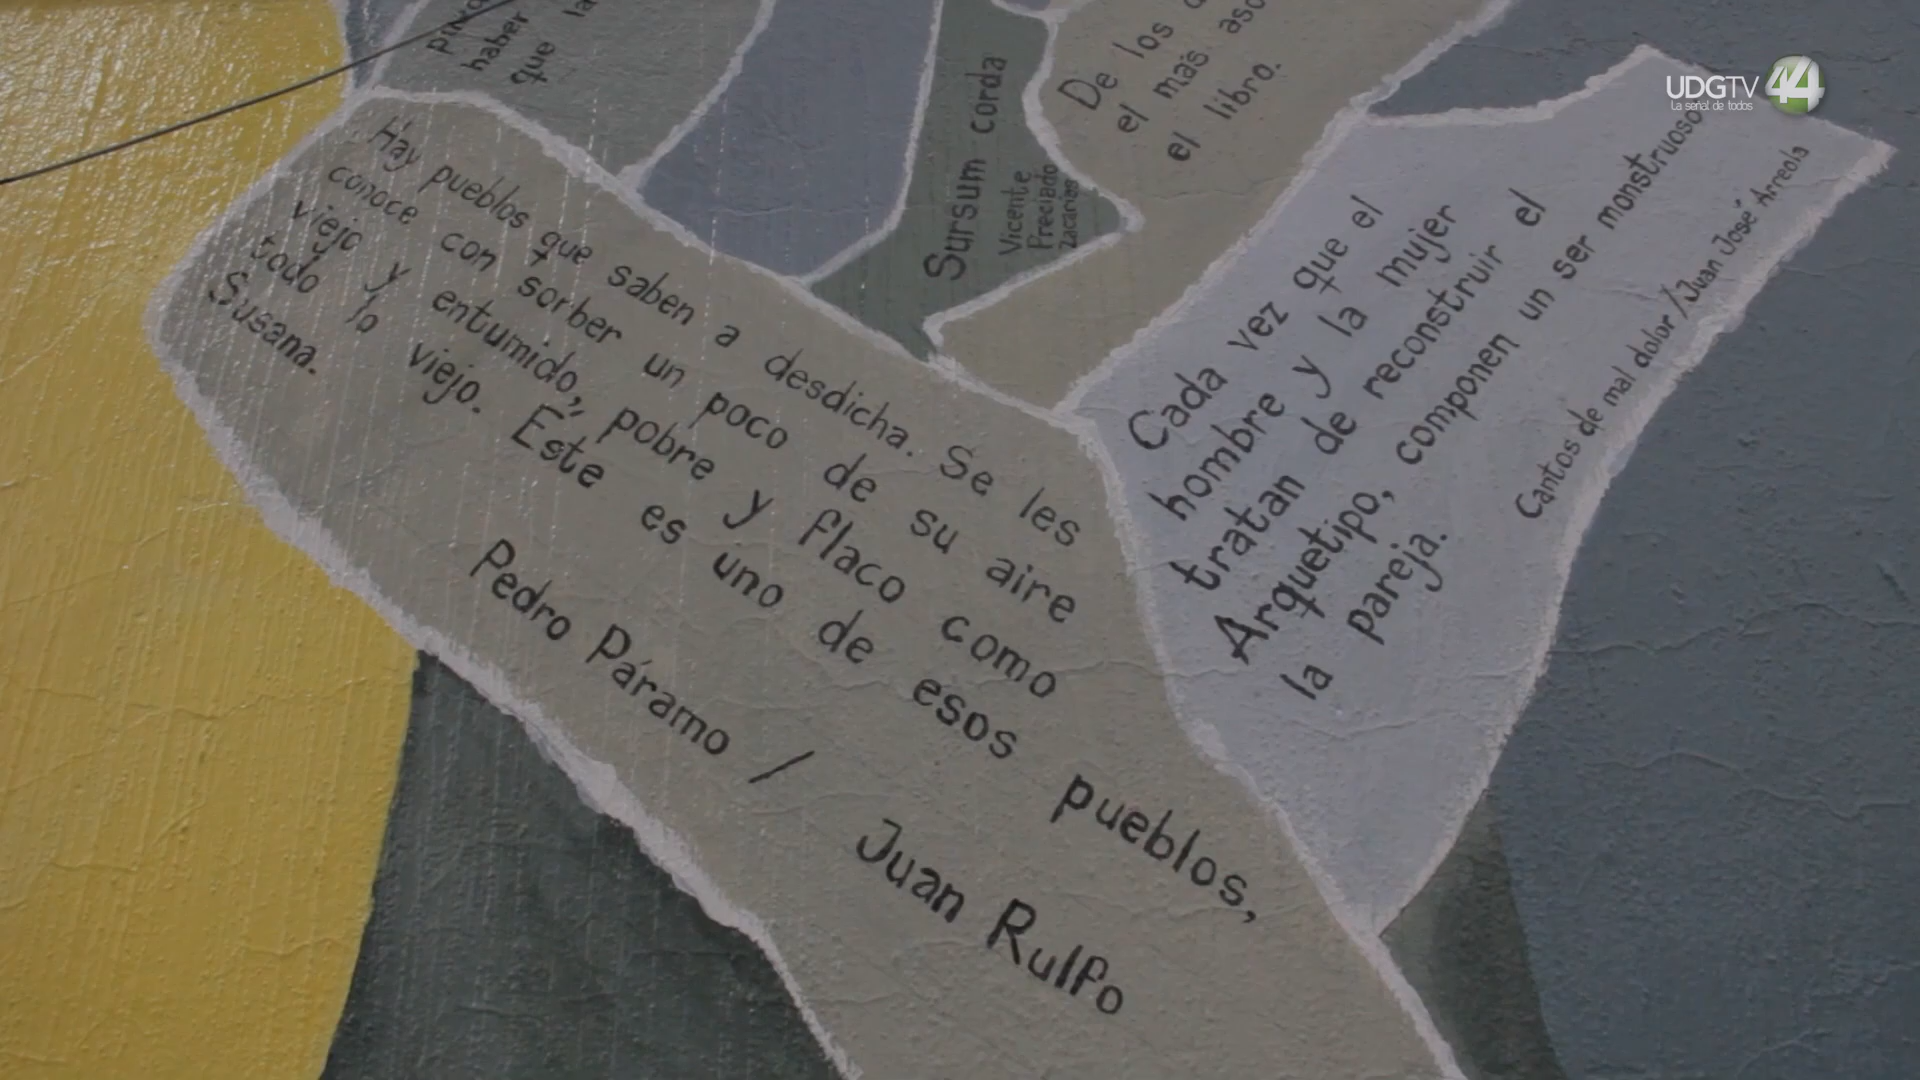 haber
que la
Hay pueblos que saben a desdicha. Se les
conoce con sorber un poco de su aire
viejo y entumido, pobre y flaco como
todo lo viejo. Este es uno de esos pueblos,
Susana.
Pedro Páramo / Juan Rulfo
Sursum corda
Vicente
Preciado
Zacarías
De los
el más
el libro.
Cada vez que el
hombre y la mujer
tratan de reconstruir el
Arquetipo, componen un ser monstruoso
la pareja.
Cantos de mal dolor / Juan José Arreola
UDGTV 44
La señal de todos